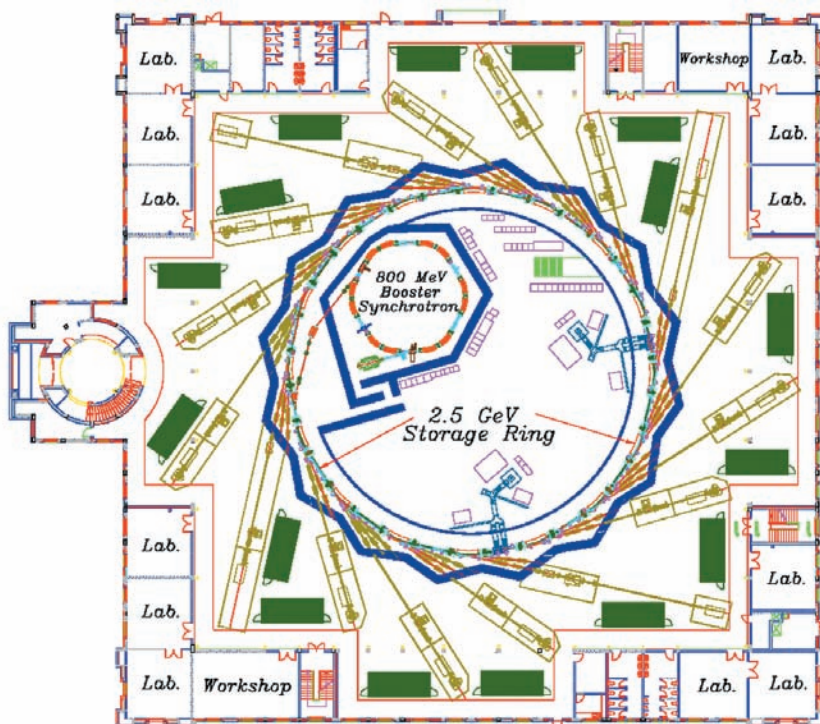 Lab.
Workshop
Lab.
Lab.
Lab.
Lab.
Lab.
800 MeV
Booster
Synchrotron
2.5 GeV
Storage Ring
Lab.
Lab.
Lab.
Lab.
Workshop
Lab.
Lab.